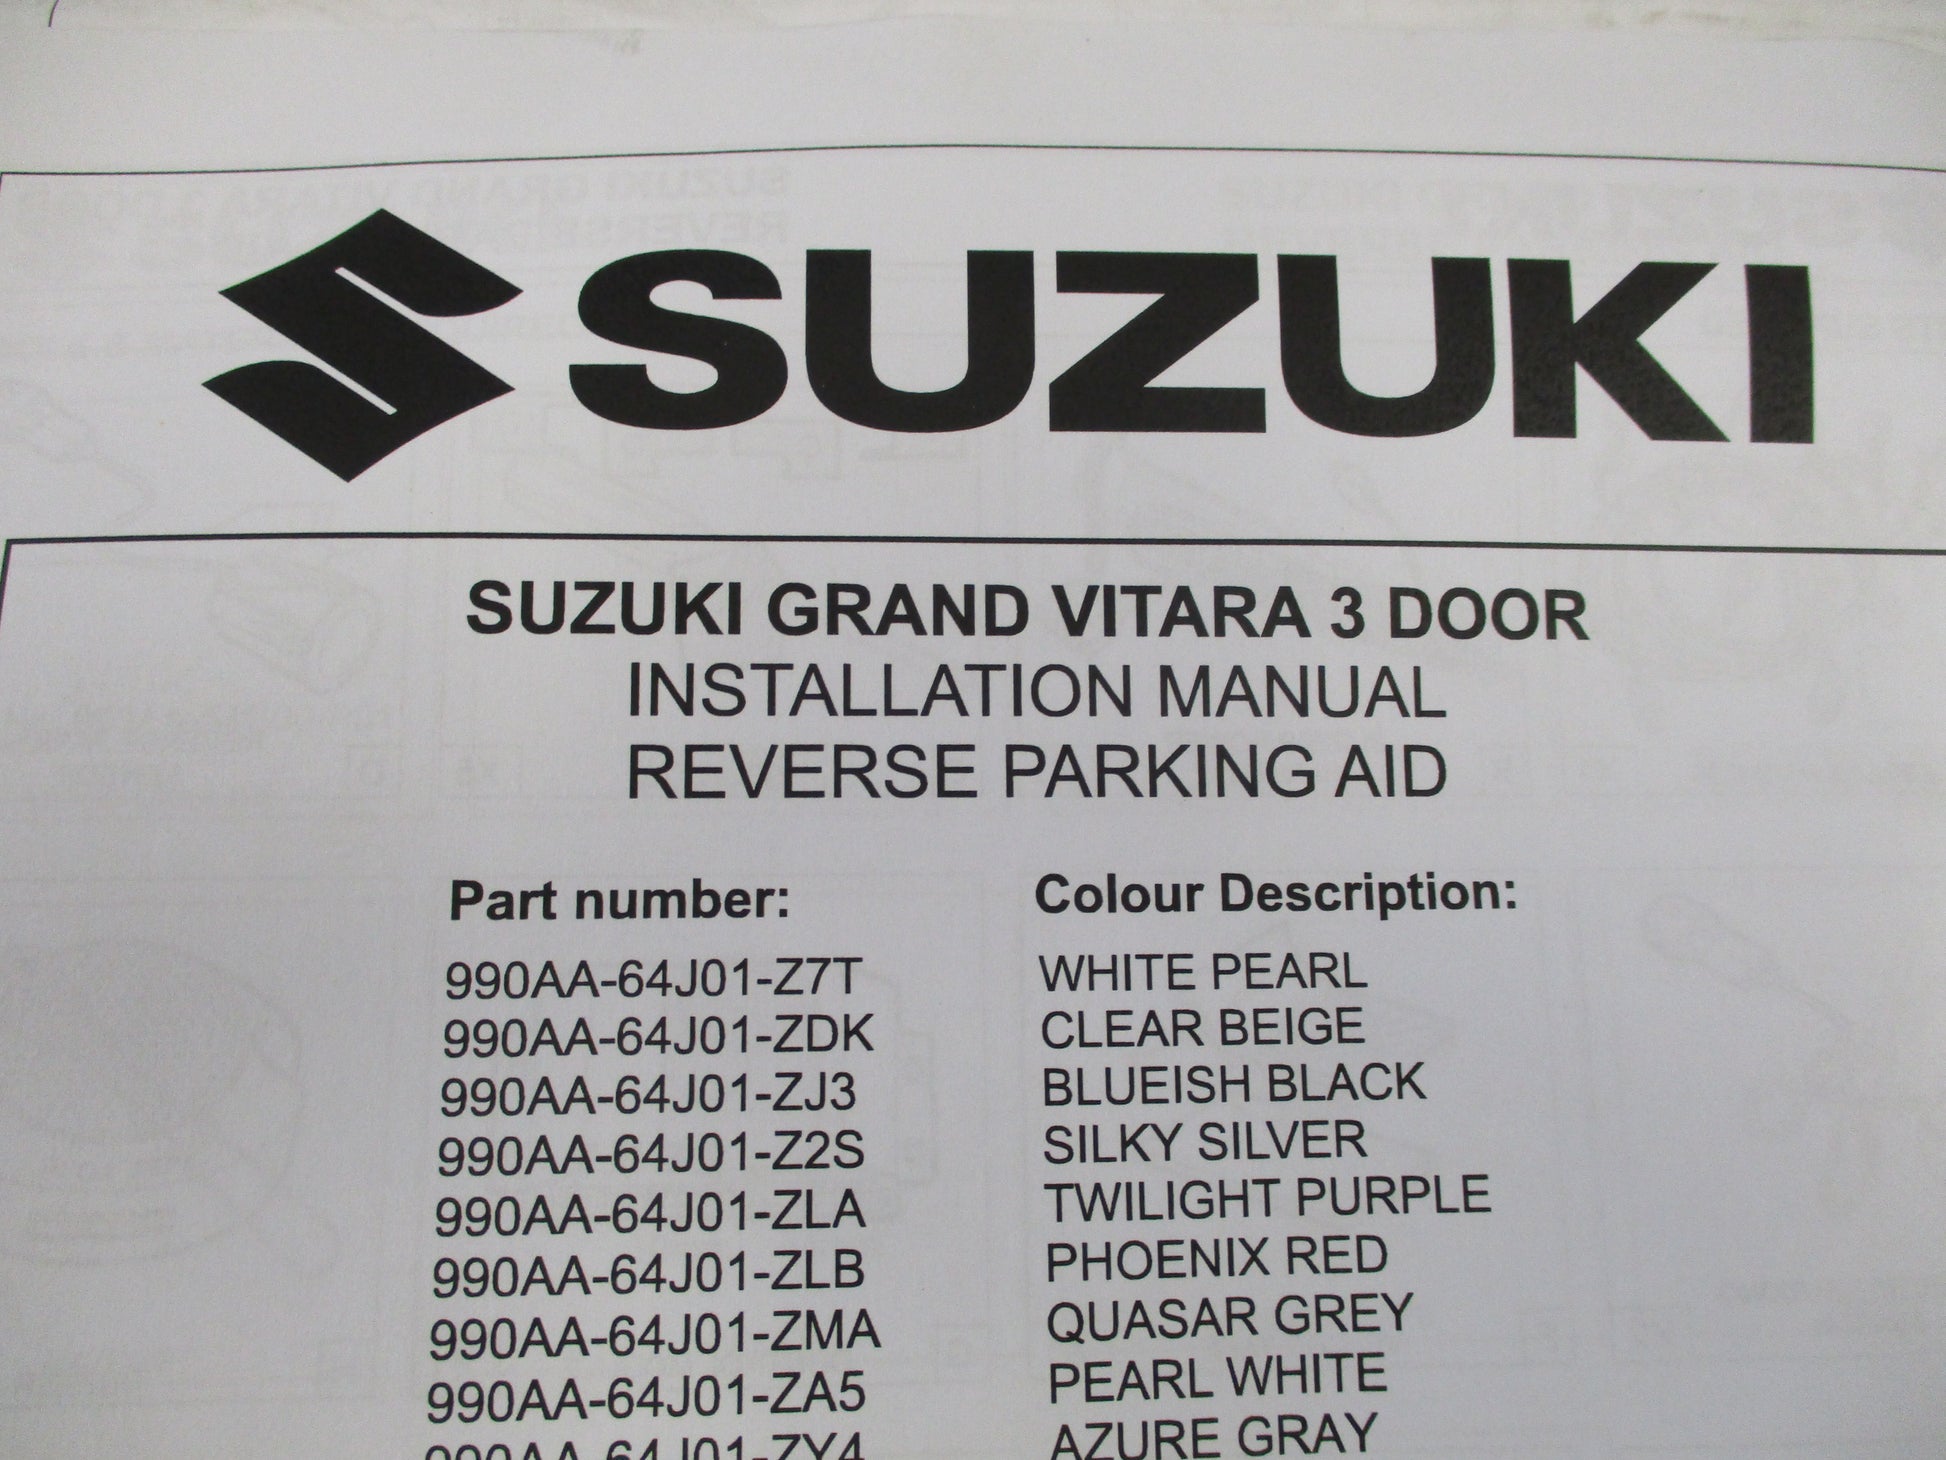 SUZUKI
SUZUKI GRAND VITARA 3 DOOR
INSTALLATION MANUAL
REVERSE PARKING AID
Part number: Colour Description:
990AA-64J01-Z7T WHITE PEARL
990AA-64J01-ZDK CLEAR BEIGE
990AA-64J01-ZJ3 BLUEISH BLACK
990AA-64J01-Z2S SILKY SILVER
990AA-64J01-ZLA TWILIGHT PURPLE
990AA-64J01-ZLB PHOENIX RED
990AA-64J01-ZMA QUASAR GREY
990AA-64J01-ZA5 PEARL WHITE
990AA-64J01-ZY4 AZURE GRAY